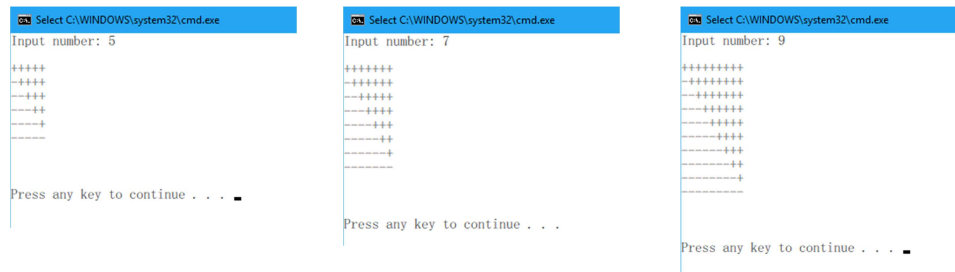 Select C:\WINDOWS\system32\cmd.exe
Input number: 5
+++++
-++++
--+++
---++
----+
-----
Press any key to continue . . .
Select C:\WINDOWS\system32\cmd.exe
Input number: 7
+++++++
-++++++
--+++++
---++++
----+++
-----++
------+
-------
Press any key to continue . . .
Select C:\WINDOWS\system32\cmd.exe
Input number: 9
+++++++++
-++++++++
--+++++++
---++++++
----+++++
-----++++
------+++
-------++
--------+
---------
Press any key to continue . . .